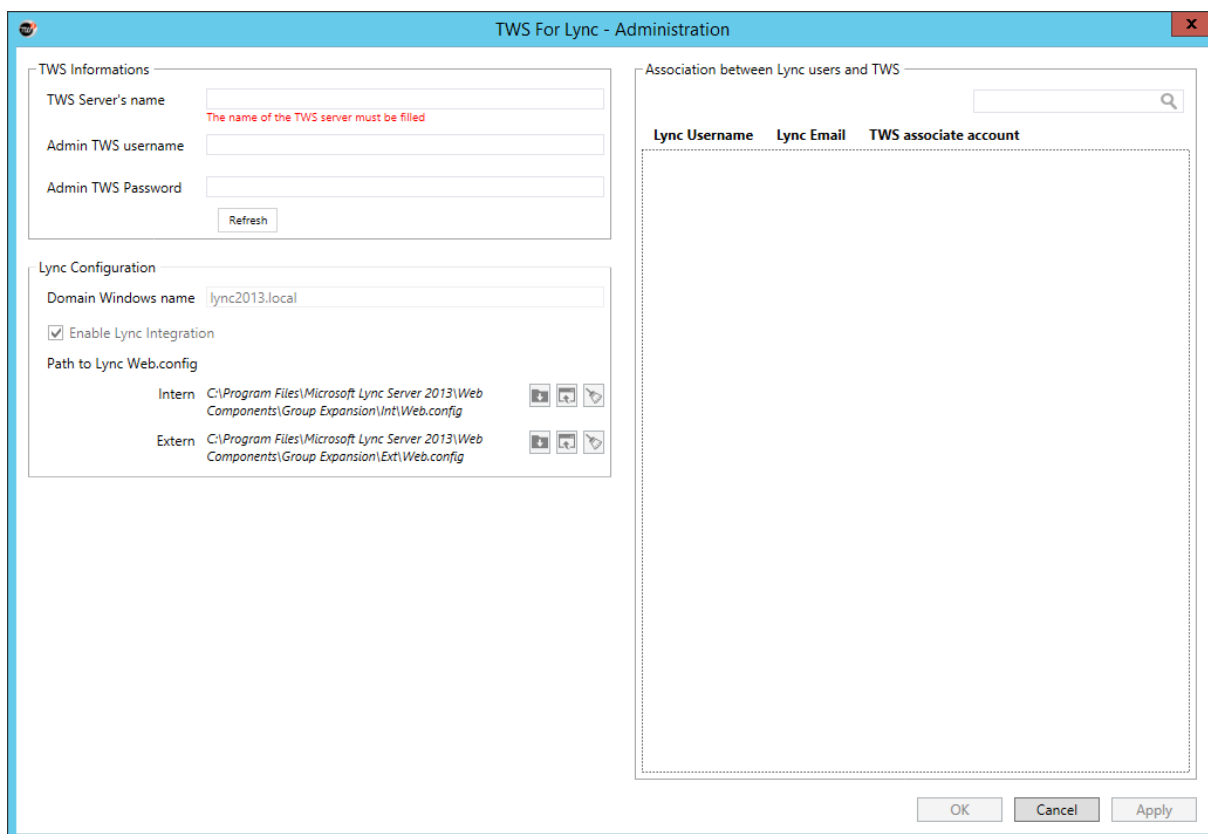 TWS For Lync - Administration
x
TWS Informations
TWS Server's name
The name of the TWS server must be filled
Admin TWS username
Admin TWS Password
Refresh
Lync Configuration
Domain Windows name lync2013.local
Enable Lync Integration
Path to Lync Web.config
Intern C:\Program Files\Microsoft Lync Server 2013\Web
Components\Group Expansion\Int\Web.config
Extern C:\Program Files\Microsoft Lync Server 2013\Web
Components\Group Expansion\Ext\Web.config
Association between Lync users and TWS
Lync Username Lync Email TWS associate account
OK Cancel Apply